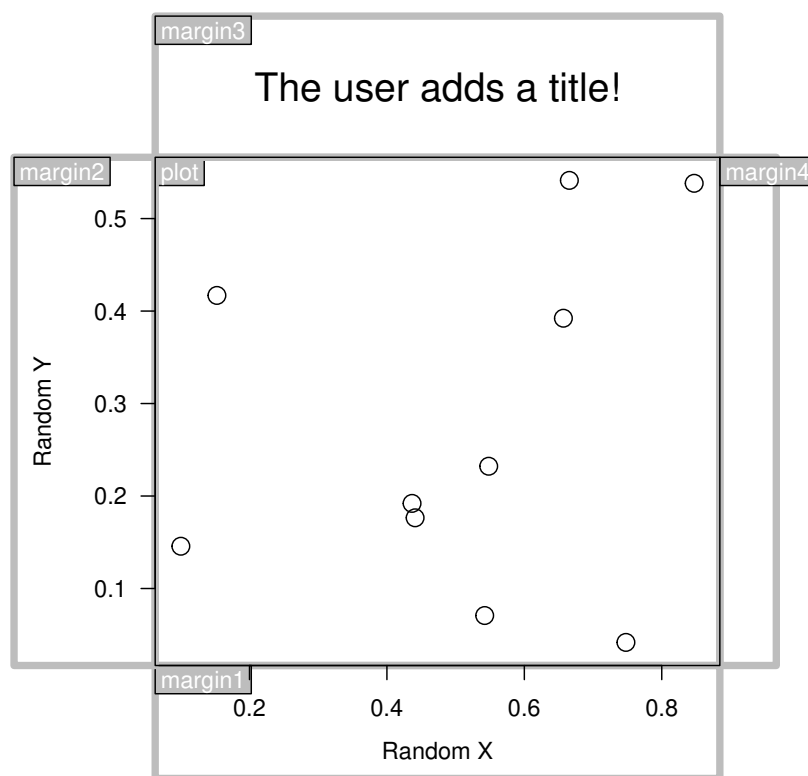 margin3
The user adds a title!
margin2
plot
margin4
0.5
0.4
0.3
0.2
0.1
Random Y
margin1
0.2 0.4 0.6 0.8
Random X